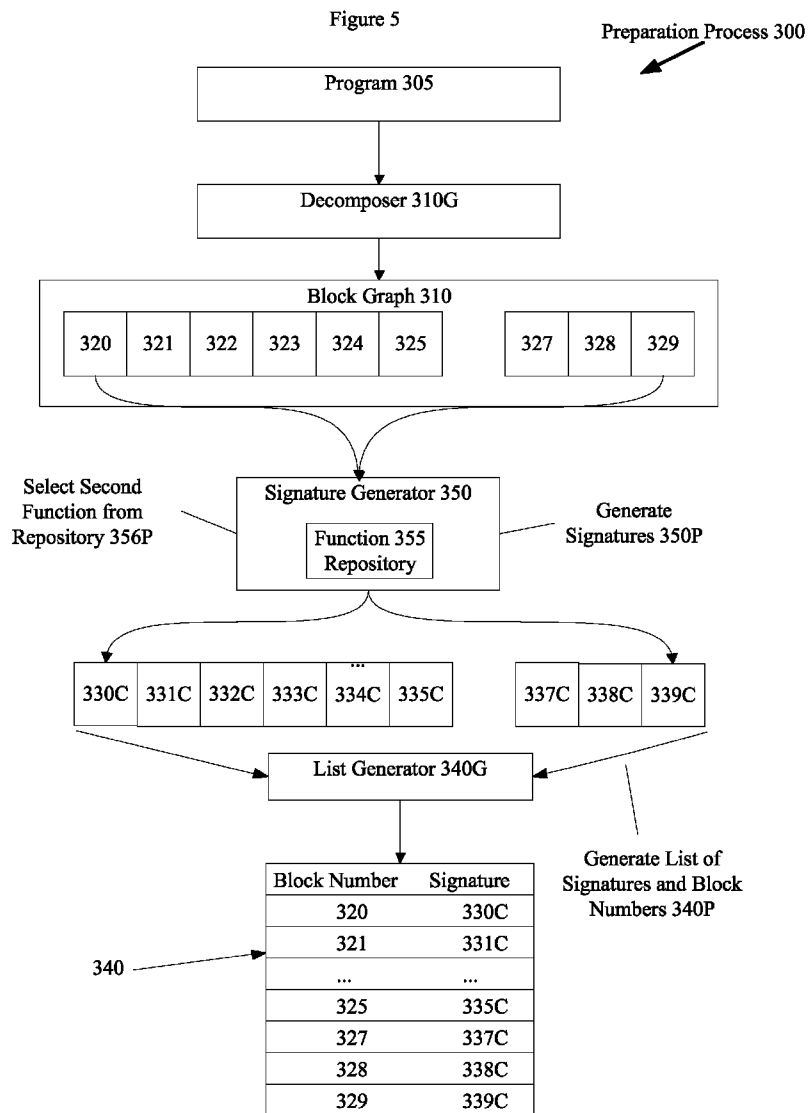 Figure 5
Preparation Process 300
Program 305
Decomposer 310G
Block Graph 310
320 321 322 323 324 325 327 328 329
Select Second
Function from
Repository 356P
Signature Generator 350
Function 355
Repository
Generate
Signatures 350P
...
330C 331C 332C 333C 334C 335C 337C 338C 339C
List Generator 340G
Generate List of
Signatures and Block
Numbers 340P
Block Number Signature
320 330C
321 331C
340
... ...
325 335C
327 337C
328 338C
329 339C